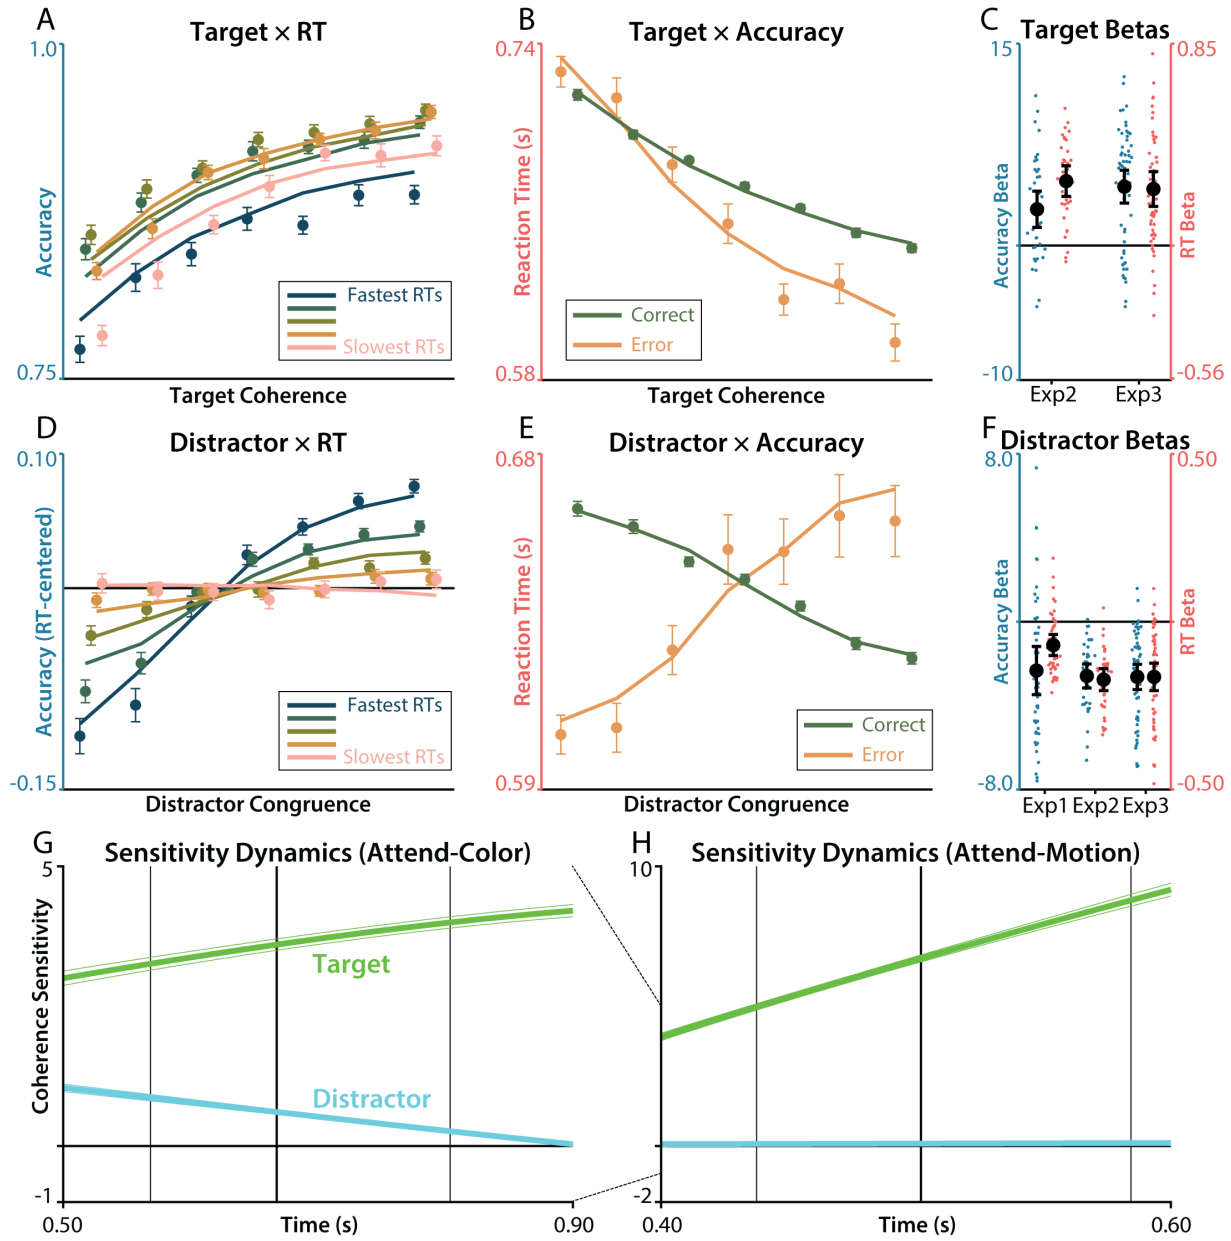 A
Target × RT
1.0
Accuracy
0.75
Fastest RTs
Slowest RTs
Target Coherence
B
Target × Accuracy
0.74
Reaction Time (s)
0.58
Correct
Error
Target Coherence
C
Target Betas
15
0.85
Accuracy Beta
RT Beta
-10
-0.56
Exp2
Exp3
D
Distractor × RT
0.10
Accuracy (RT-centered)
-0.15
Fastest RTs
Slowest RTs
Distractor Congruence
E
Distractor × Accuracy
0.68
Reaction Time (s)
0.59
Correct
Error
Distractor Congruence
F
Distractor Betas
8.0
0.50
Accuracy Beta
RT Beta
-8.0
-0.50
Exp1
Exp2
Exp3
G
Sensitivity Dynamics (Attend-Color)
5
Coherence Sensitivity
Target
Distractor
-1
0.50
Time (s)
0.90
H
Sensitivity Dynamics (Attend-Motion)
10
-2
0.40
Time (s)
0.60